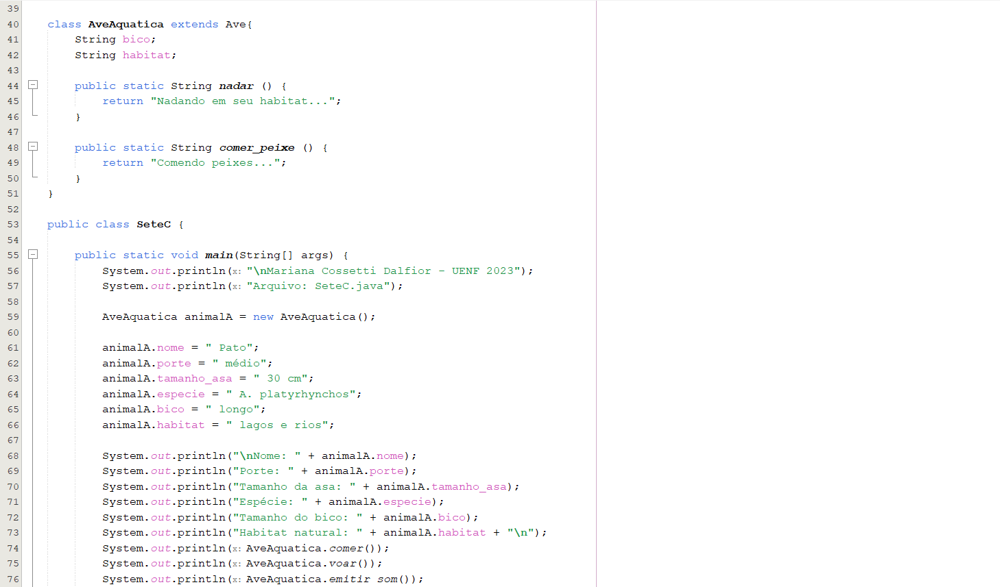 39
40 class AveAquatica extends Ave{
41 String bico;
42 String habitat;
43
44 public static String nadar () {
45 return "Nadando em seu habitat...";
46 }
47
48 public static String comer_peixe () {
49 return "Comendo peixes...";
50 }
51 }
52
53 public class SeteC {
54
55 public static void main(String[] args) {
56 System.out.println(x: "\nMariana Cossetti Dalfior - UENF 2023");
57 System.out.println(x: "Arquivo: SeteC.java");
58
59 AveAquatica animalA = new AveAquatica();
60
61 animalA.nome = " Pato";
62 animalA.porte = " médio";
63 animalA.tamanho_asa = " 30 cm";
64 animalA.especie = " A. platyrhynchos";
65 animalA.bico = " longo";
66 animalA.habitat = " lagos e rios";
67
68 System.out.println("\nNome: " + animalA.nome);
69 System.out.println("Porte: " + animalA.porte);
70 System.out.println("Tamanho da asa: " + animalA.tamanho_asa);
71 System.out.println("Espécie: " + animalA.especie);
72 System.out.println("Tamanho do bico: " + animalA.bico);
73 System.out.println("Habitat natural: " + animalA.habitat + "\n");
74 System.out.println(x: AveAquatica.comer());
75 System.out.println(x: AveAquatica.voar());
76 System.out.println(x: AveAquatica.emitir_som());